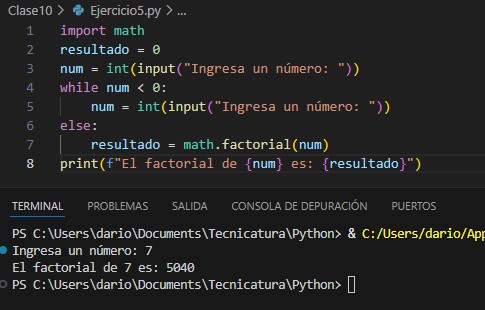 Clase10 > Ejercicio5.py > ...
1 import math
2 resultado = 0
3 num = int(input("Ingresa un número: "))
4 while num < 0:
5     num = int(input("Ingresa un número: "))
6 else:
7     resultado = math.factorial(num)
8 print(f"El factorial de {num} es: {resultado}")
TERMINAL PROBLEMAS SALIDA CONSOLA DE DEPURACIÓN PUERTOS
PS C:\Users\dario\Documents\Tecnicatura\Python> & C:/Users/dario/App
Ingresa un número: 7
El factorial de 7 es: 5040
PS C:\Users\dario\Documents\Tecnicatura\Python>